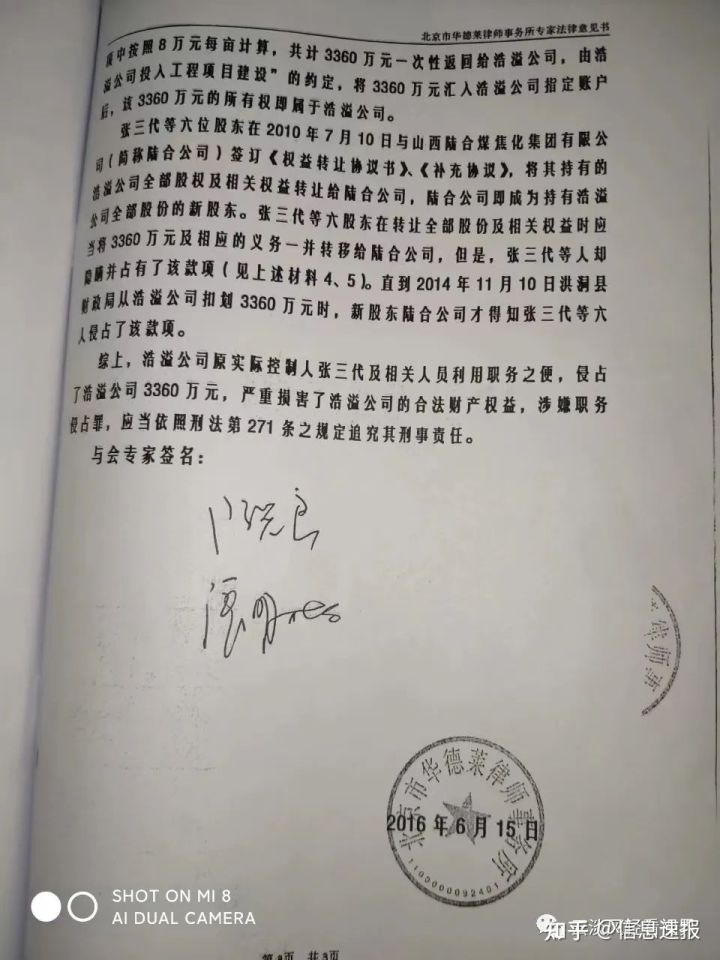 北京市华德莱律师事务所专家法律意见书
项中按照8万元每亩计算，共计3360万元一次性返回给浩溢公司，由浩
溢公司投入工程项目建设”的约定，将3360万元汇入浩溢公司指定账户
后，该3360万元的所有权即属于浩溢公司。
张三代等六位股东在2010年7月10日与山西陆合煤焦化集团有限公
司（简称陆合公司）签订《权益转让协议书》、《补充协议》，将其持有的
浩溢公司全部股权及相关权益转让给陆合公司，陆合公司即成为持有浩溢
公司全部股份的新股东。张三代等六股东在转让全部股份及相关权益时应
当将3360万元及相应的义务一并转移给陆合公司，但是，张三代等人却
隐瞒并占有了该款项（见上述材料4、5）。直到2014年11月10日洪洞县
财政局从浩溢公司扣划3360万元时，新股东陆合公司才得知张三代等六
人侵占了该款项。
综上，浩溢公司原实际控制人张三代及相关人员利用职务之便，侵占
了浩溢公司3360万元，严重损害了浩溢公司的合法财产权益，涉嫌职务
侵占罪，应当依照刑法第271条之规定追究其刑事责任。
与会专家签名：
律师事
北京市华德莱律师事务所
2016年6月15日
1100000092401
SHOT ON MI 8
AI DUAL CAMERA
知乎 @信息速报
第3页 共3页